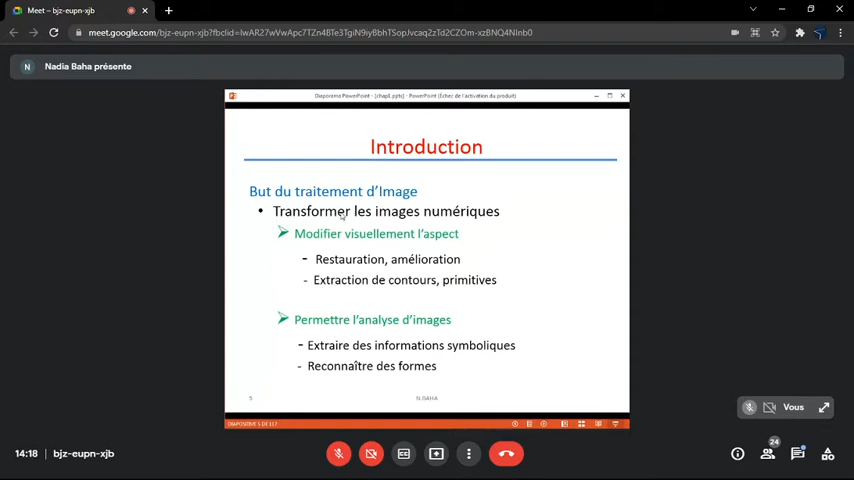 Meet – bjz-eupn-xjb
meet.google.com/bjz-eupn-xjb?fbclid=IwAR27wVwApc7TZn4BTe3TgiN9iyBbhTSopJvcaq2zTd2CZOm-xzBNQ4NInb0
N
Nadia Baha présente
Diaporama PowerPoint - [chap1.pptx] - PowerPoint (Échec de l'activation du produit)
Introduction
But du traitement d'Image
• Transformer les images numériques
Modifier visuellement l'aspect
- Restauration, amélioration
- Extraction de contours, primitives
Permettre l'analyse d'images
- Extraire des informations symboliques
- Reconnaître des formes
5
N.BAHA
DIAPOSITIVE 5 DE 117
Vous
14:18
bjz-eupn-xjb
24